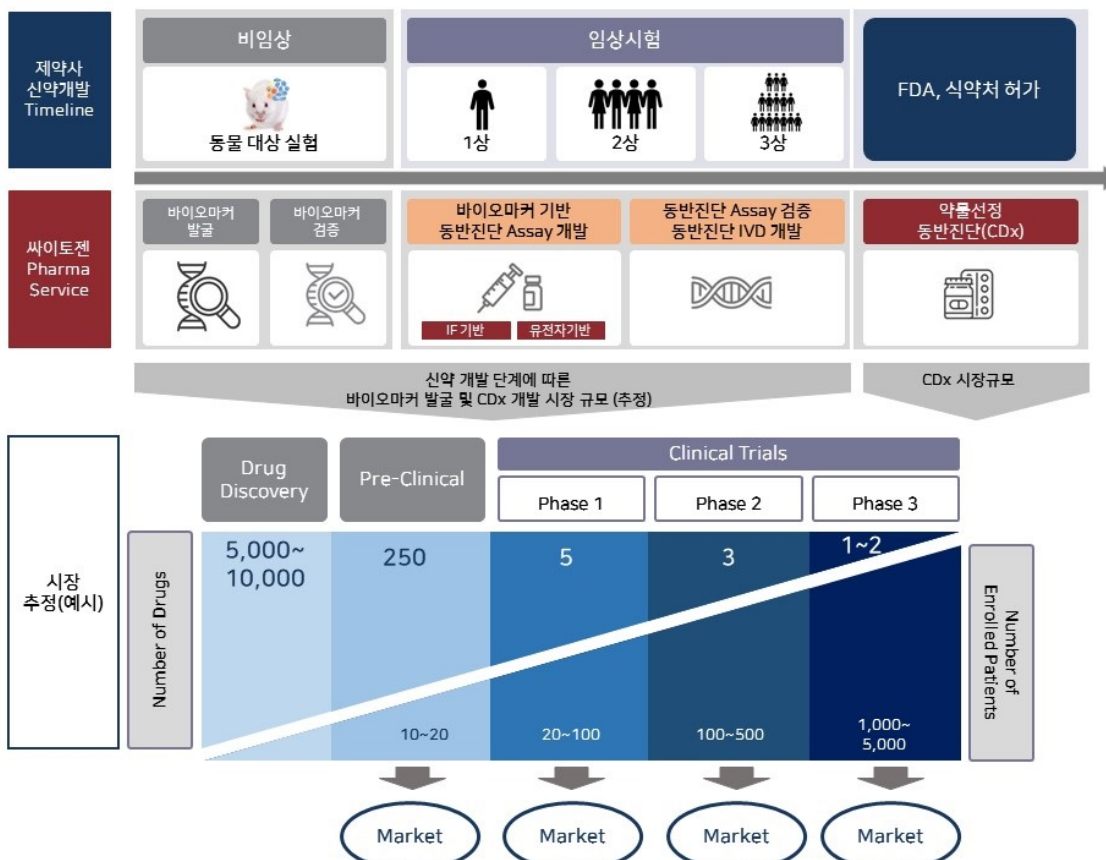 제약사
신약개발
Timeline
비임상
동물 대상 실험
임상시험
1상
2상
3상
FDA, 식약처 허가
싸이토젠
Pharma
Service
바이오마커
발굴
바이오마커
검증
바이오마커 기반
동반진단 Assay 개발
IF 기반
유전자기반
동반진단 Assay 검증
동반진단 IVD 개발
약물선정
동반진단(CDx)
신약 개발 단계에 따른
바이오마커 발굴 및 CDx 개발 시장 규모 (추정)
CDx 시장규모
시장
추정(예시)
Drug
Discovery
Pre-Clinical
Clinical Trials
Phase 1
Phase 2
Phase 3
Number of Drugs
5,000~
10,000
250
5
3
1~2
10~20
20~100
100~500
1,000~
5,000
Number of
Enrolled Patients
Market
Market
Market
Market